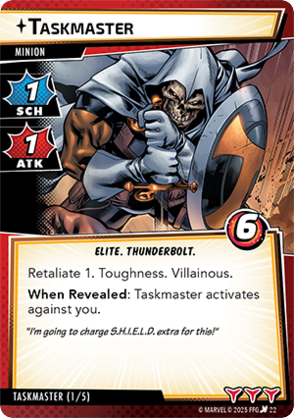 TASKMASTER
MINION
1
SCH
1
ATK
6
ELITE. THUNDERBOLT.
Retaliate 1. Toughness. Villainous.
When Revealed: Taskmaster activates
against you.
"I'm going to charge S.H.I.E.L.D. extra for this!"
TASKMASTER (1/5)
© MARVEL © 2025 FFG 22